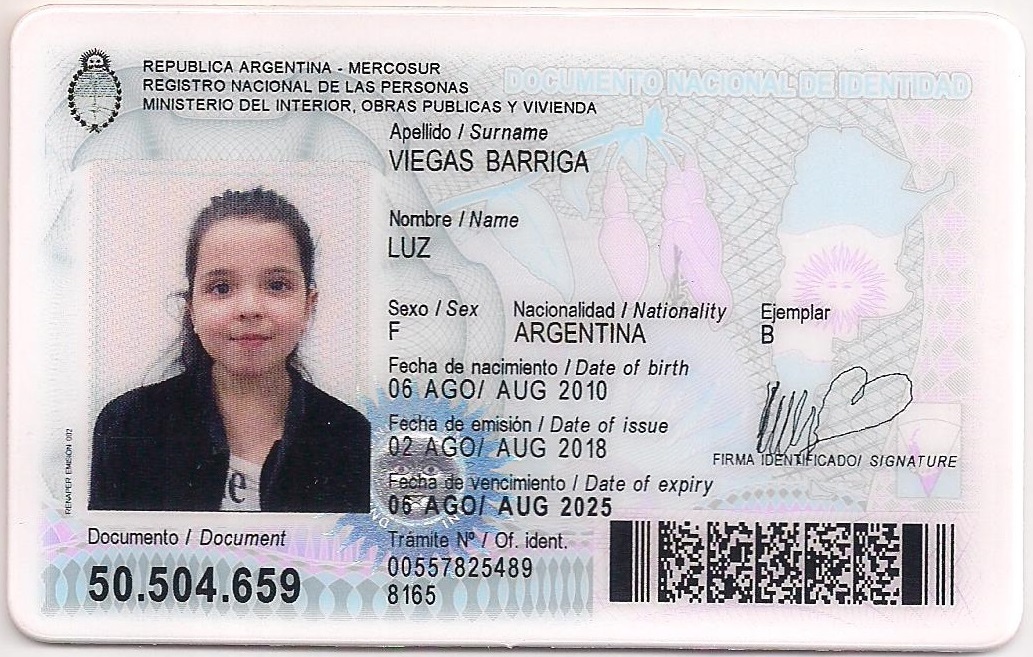 REPUBLICA ARGENTINA - MERCOSUR
REGISTRO NACIONAL DE LAS PERSONAS
MINISTERIO DEL INTERIOR, OBRAS PUBLICAS Y VIVIENDA
DOCUMENTO NACIONAL DE IDENTIDAD
Apellido / Surname
VIEGAS BARRIGA
Nombre / Name
LUZ
Sexo / Sex Nacionalidad / Nationality Ejemplar
F ARGENTINA B
Fecha de nacimiento / Date of birth
06 AGO/ AUG 2010
Fecha de emisión / Date of issue
02 AGO/ AUG 2018
FIRMA IDENTIFICADO/ SIGNATURE
Fecha de vencimiento / Date of expiry
06 AGO/ AUG 2025
RENAPER EMISION 002
Documento / Document
50.504.659
Trámite Nº / Of. ident.
00557825489
8165